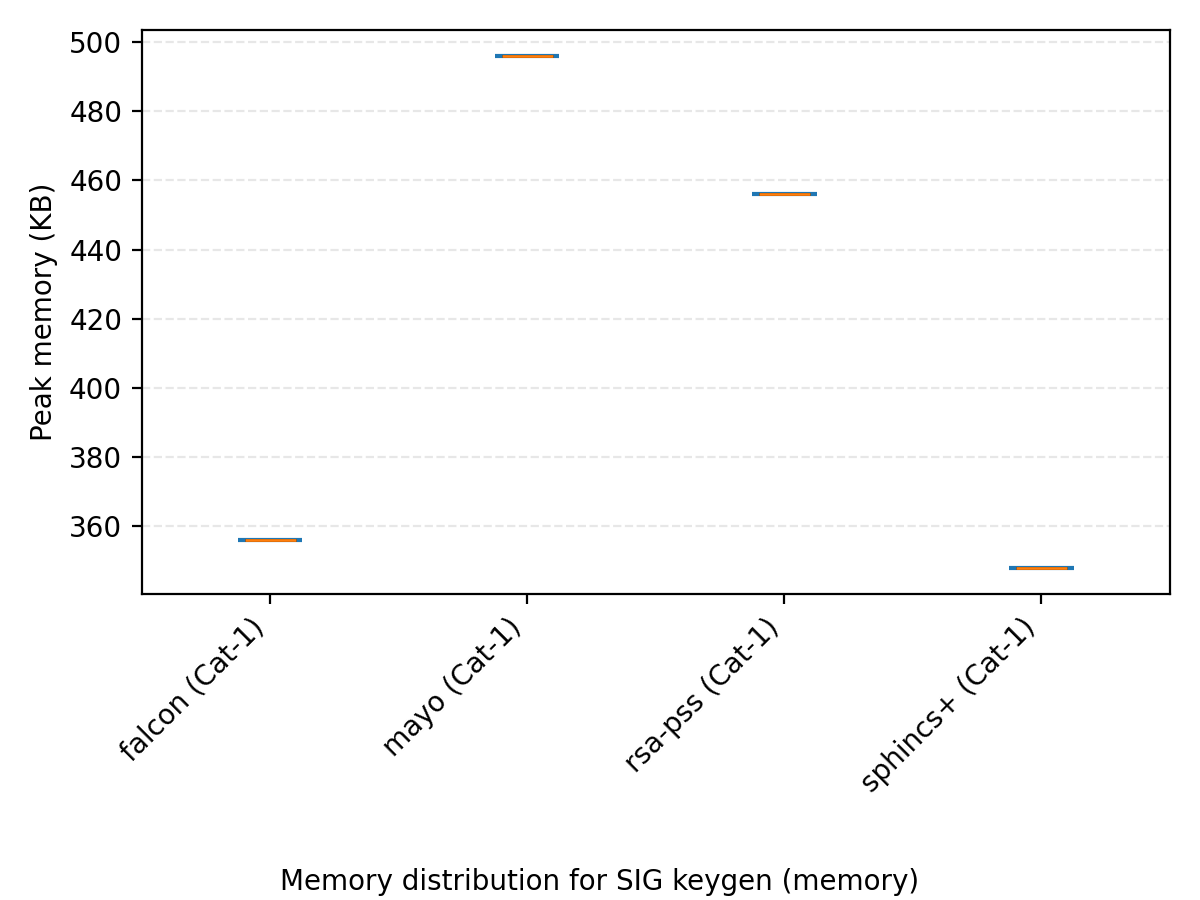 500
480
460
440
420
400
380
360
Peak memory (KB)
falcon (Cat-1)
mayo (Cat-1)
rsa-pss (Cat-1)
sphincs+ (Cat-1)
Memory distribution for SIG keygen (memory)